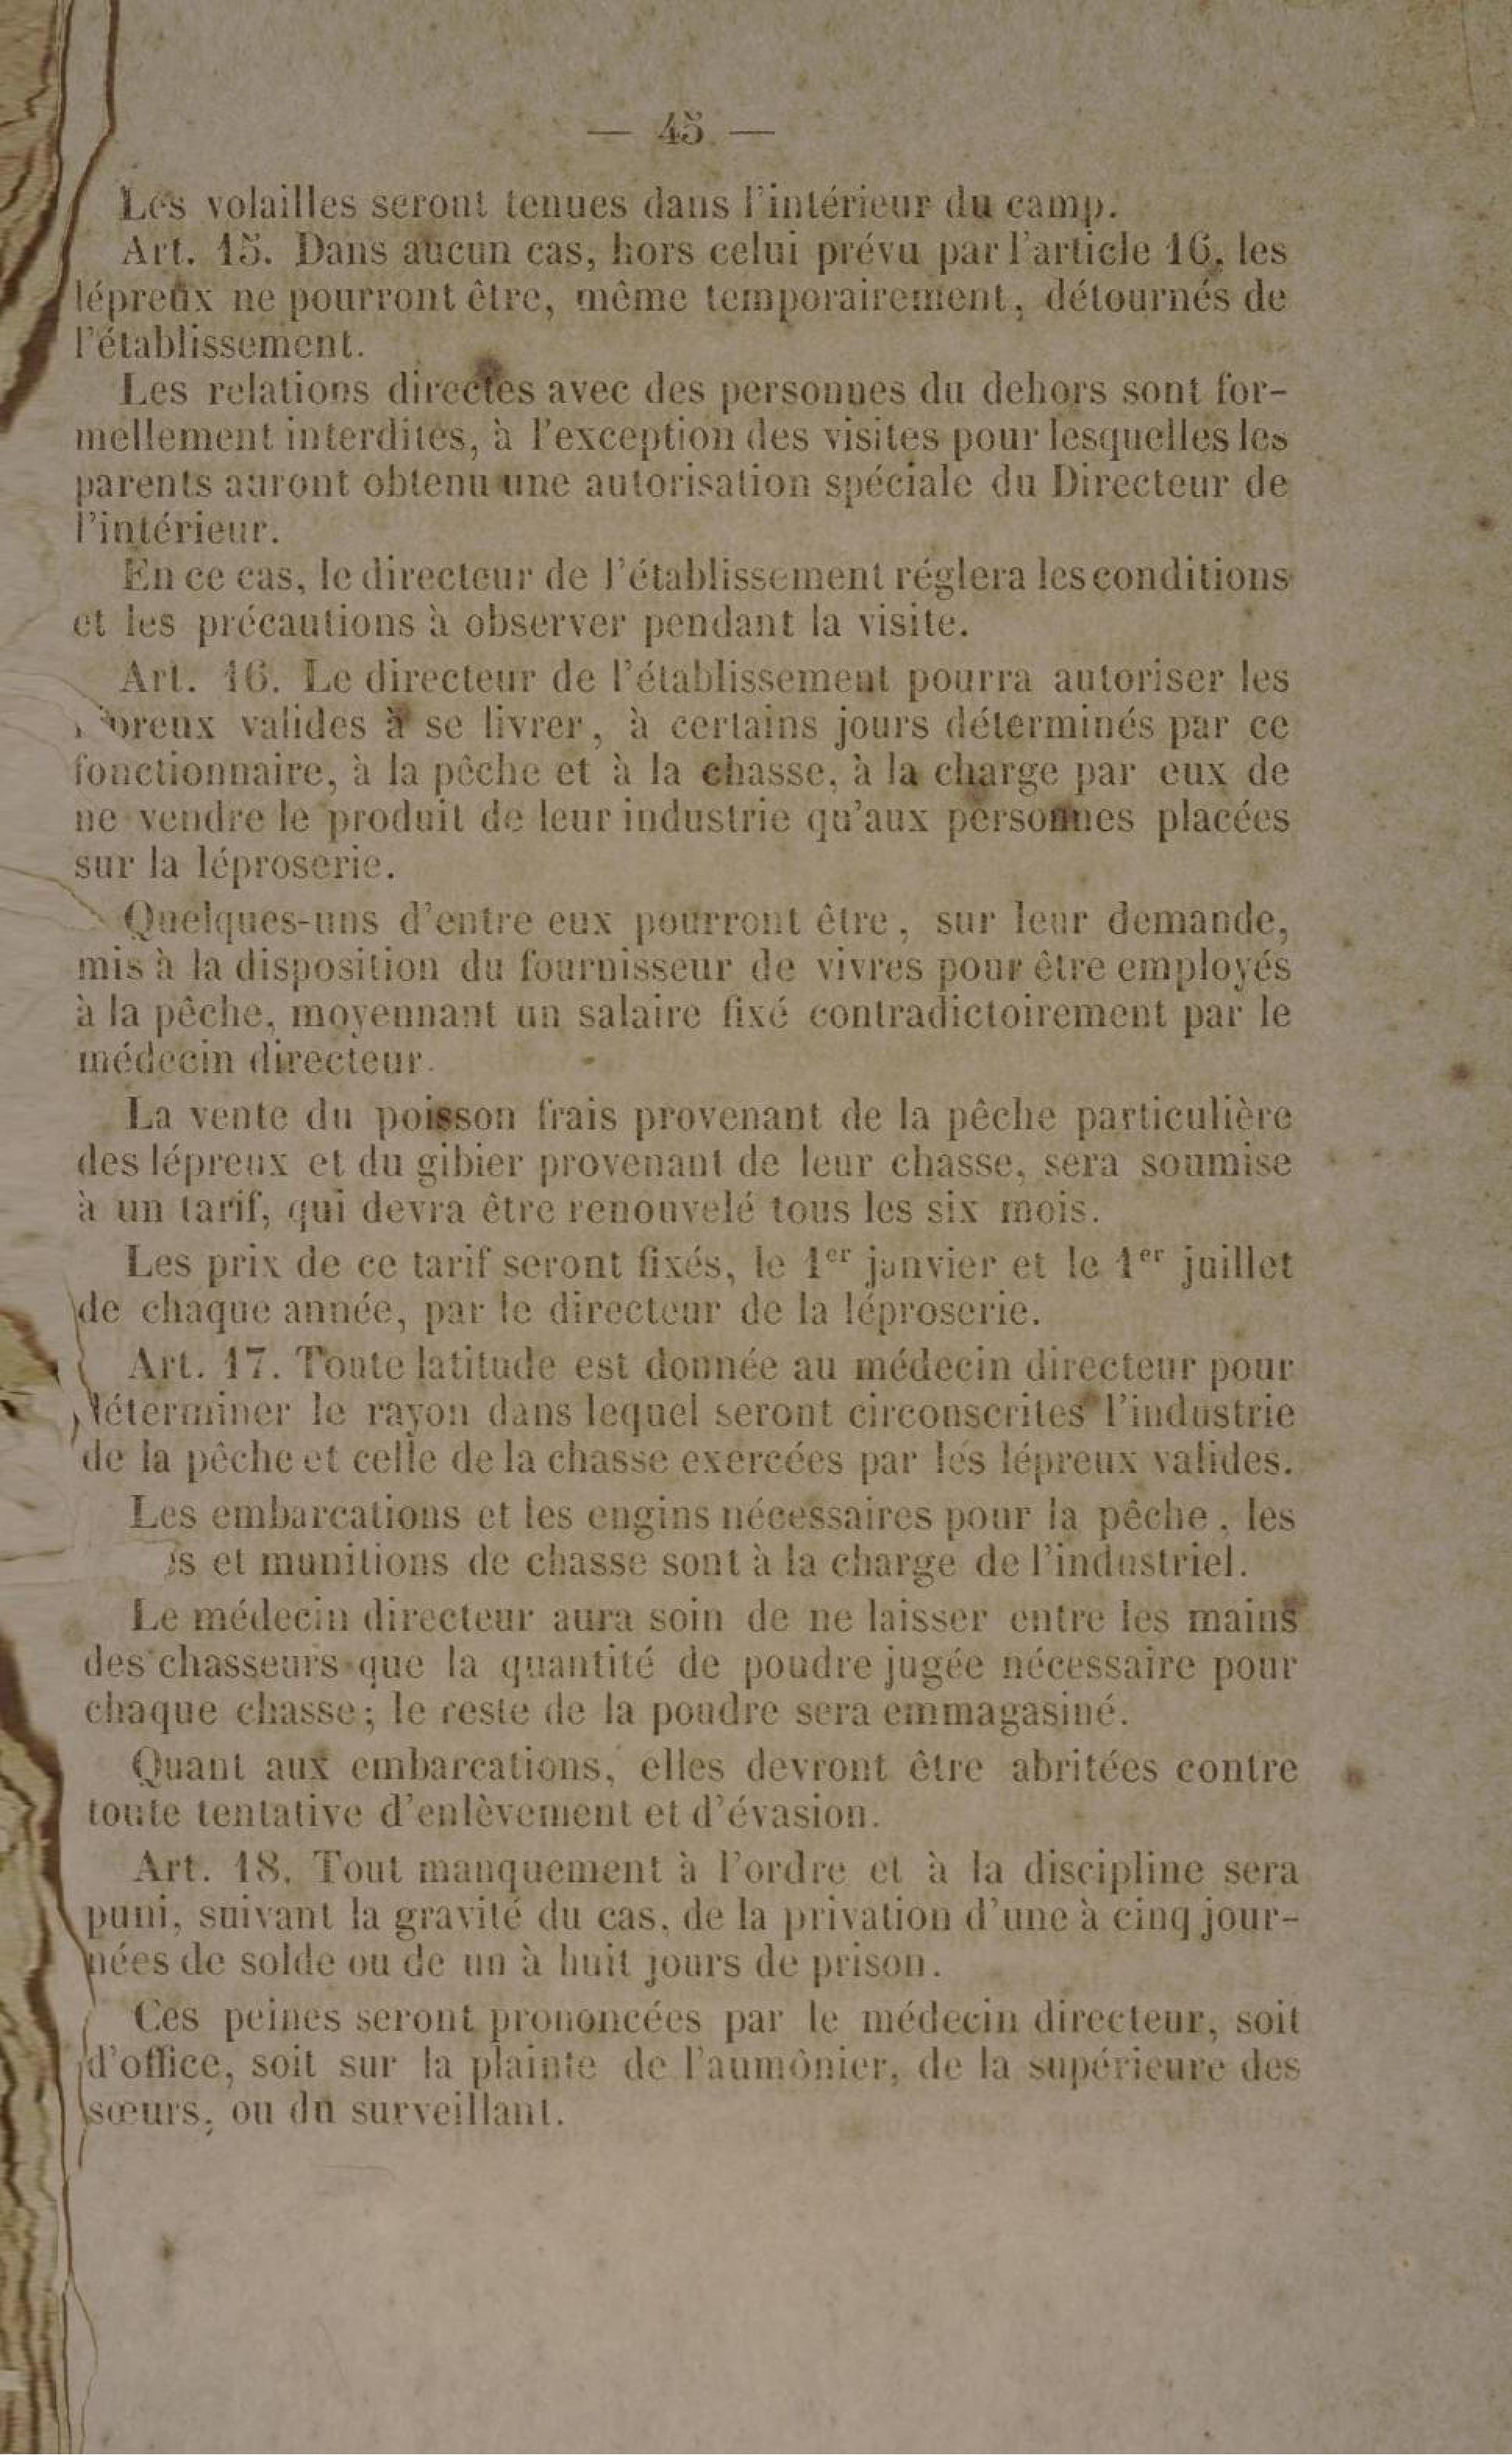 — 45 —
Les volailles seront tenues dans l'intérieur du camp.
Art. 15. Dans aucun cas, hors celui prévu par l'article 16, les
lépreux ne pourront être, même temporairement, détournés de
l'établissement.
Les relations directes avec des personnes du dehors sont for-
mellement interdites, à l'exception des visites pour lesquelles les
parents auront obtenu une autorisation spéciale du Directeur de
l'intérieur.
En ce cas, le directeur de l'établissement réglera les conditions
et les précautions à observer pendant la visite.
Art. 16. Le directeur de l'établissement pourra autoriser les
preux valides à se livrer, à certains jours déterminés par ce
fonctionnaire, à la pêche et à la chasse, à la charge par eux de
ne vendre le produit de leur industrie qu'aux personnes placées
sur la léproserie.
Quelques-uns d'entre eux pourront être, sur leur demande,
mis à la disposition du fournisseur de vivres pour être employés
à la pêche, moyennant un salaire fixé contradictoirement par le
médecin directeur.
La vente du poisson frais provenant de la pêche particulière
des lépreux et du gibier provenant de leur chasse, sera soumise
à un tarif, qui devra être renouvelé tous les six mois.
Les prix de ce tarif seront fixés, le 1er janvier et le 1er juillet
de chaque année, par le directeur de la léproserie.
Art. 17. Toute latitude est donnée au médecin directeur pour
déterminer le rayon dans lequel seront circonscrites l'industrie
de la pêche et celle de la chasse exercées par les lépreux valides.
Les embarcations et les engins nécessaires pour la pêche, les
s et munitions de chasse sont à la charge de l'industriel.
Le médecin directeur aura soin de ne laisser entre les mains
des chasseurs que la quantité de poudre jugée nécessaire pour
chaque chasse; le reste de la poudre sera emmagasiné.
Quant aux embarcations, elles devront être abritées contre
toute tentative d'enlèvement et d'évasion.
Art. 18. Tout manquement à l'ordre et à la discipline sera
puni, suivant la gravité du cas, de la privation d'une à cinq jour-
nées de solde ou de un à huit jours de prison.
Ces peines seront prononcées par le médecin directeur, soit
d'office, soit sur la plainte de l'aumônier, de la supérieure des
sœurs, ou du surveillant.